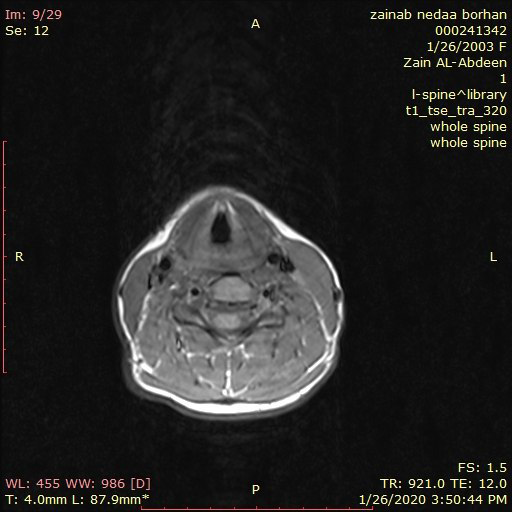 Im: 9/29
Se: 12
A
zainab nedaa borhan
000241342
1/26/2003 F
Zain AL-Abdeen
1
l-spine^library
t1_tse_tra_320
whole spine
whole spine
R
L
WL: 455 WW: 986 [D]
T: 4.0mm L: 87.9mm*
P
FS: 1.5
TR: 921.0 TE: 12.0
1/26/2020 3:50:44 PM